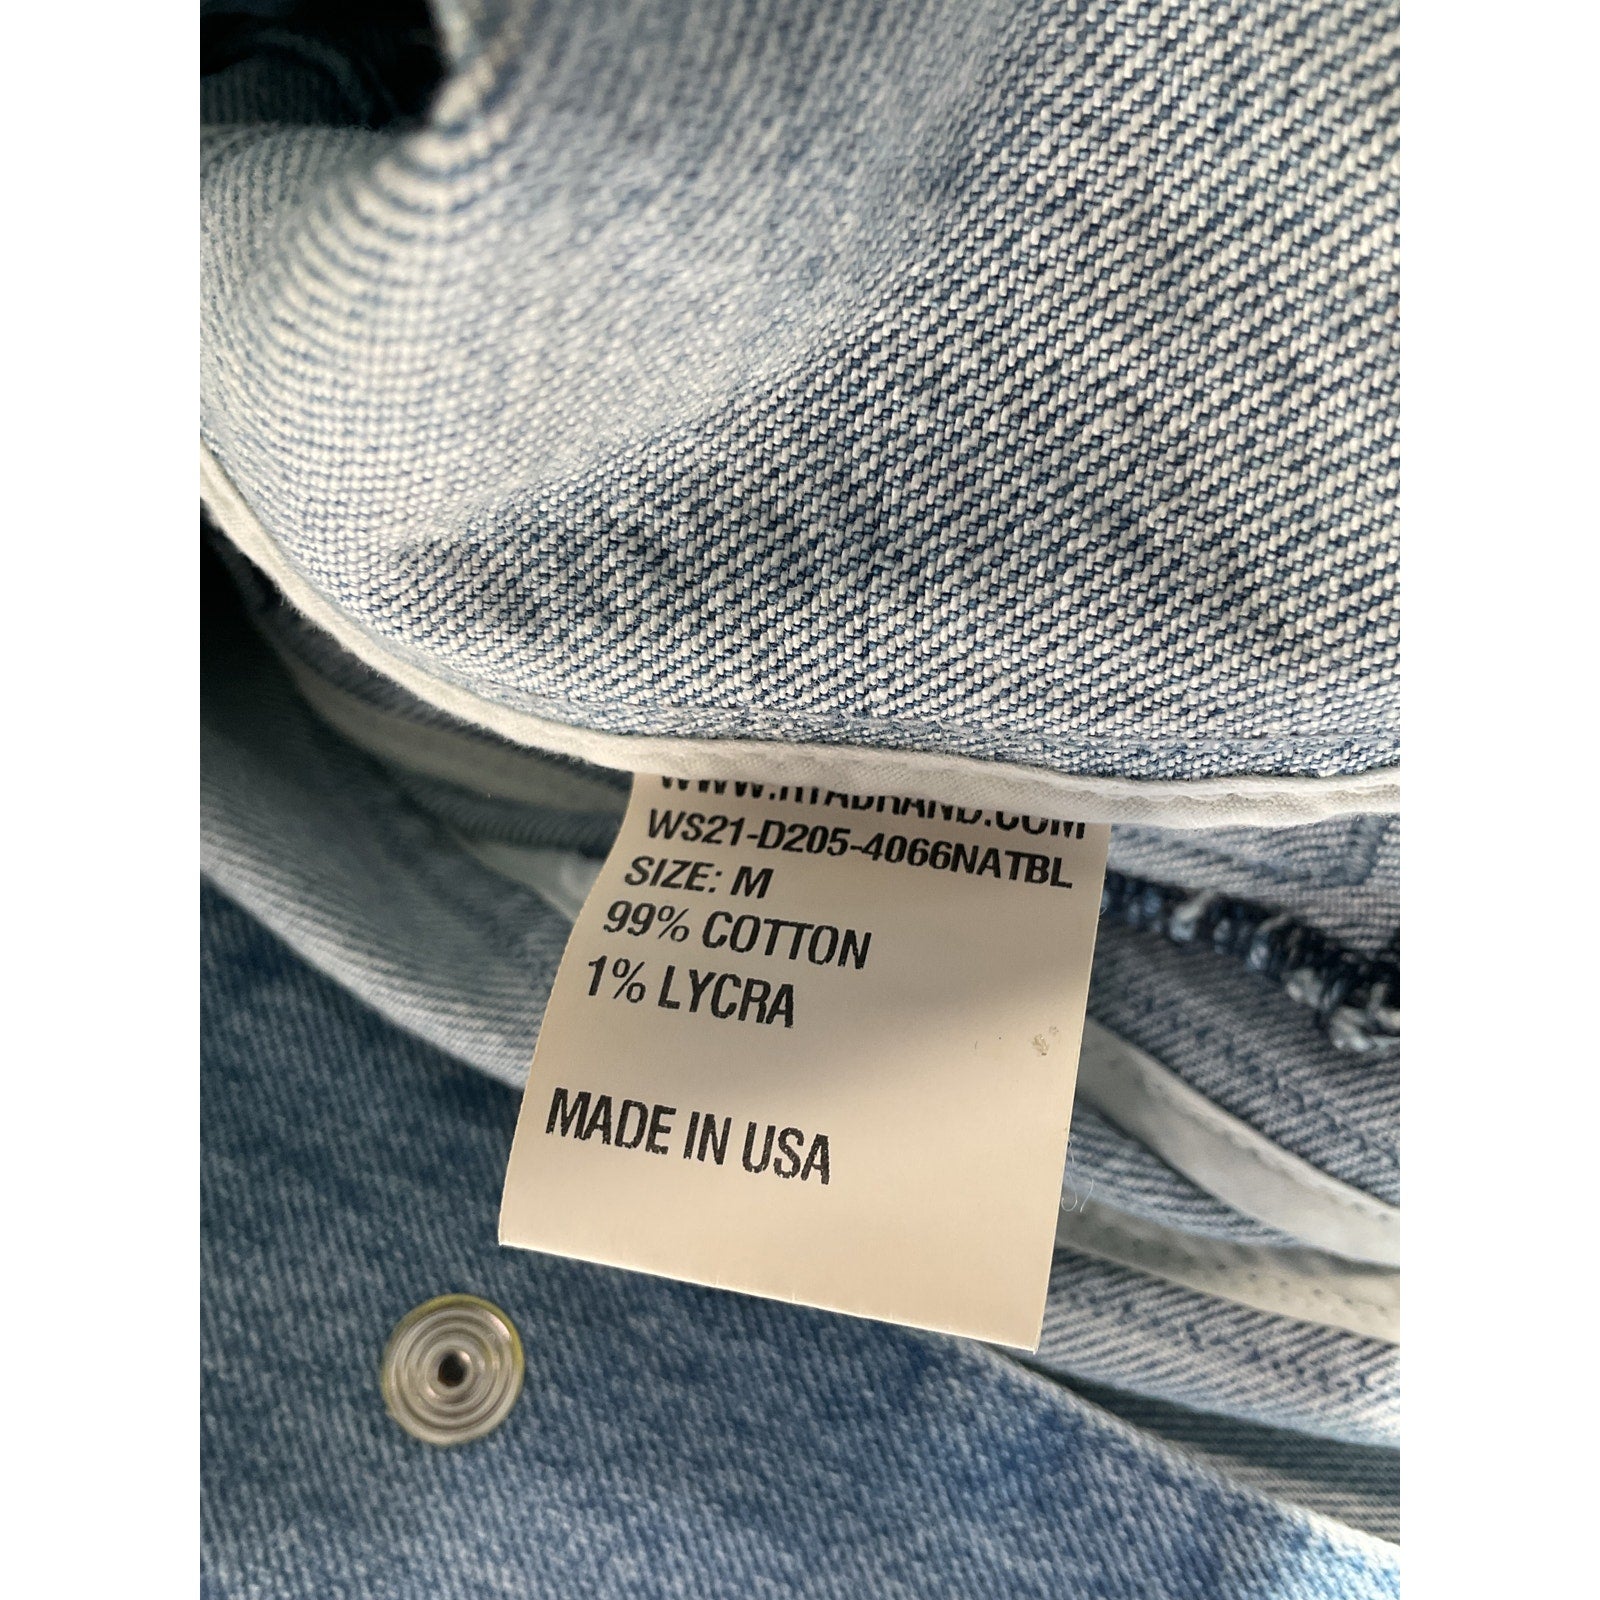 WWW.RTABRAND.COM
WS21-D205-4066NATBL
SIZE: M
99% COTTON
1% LYCRA
MADE IN USA